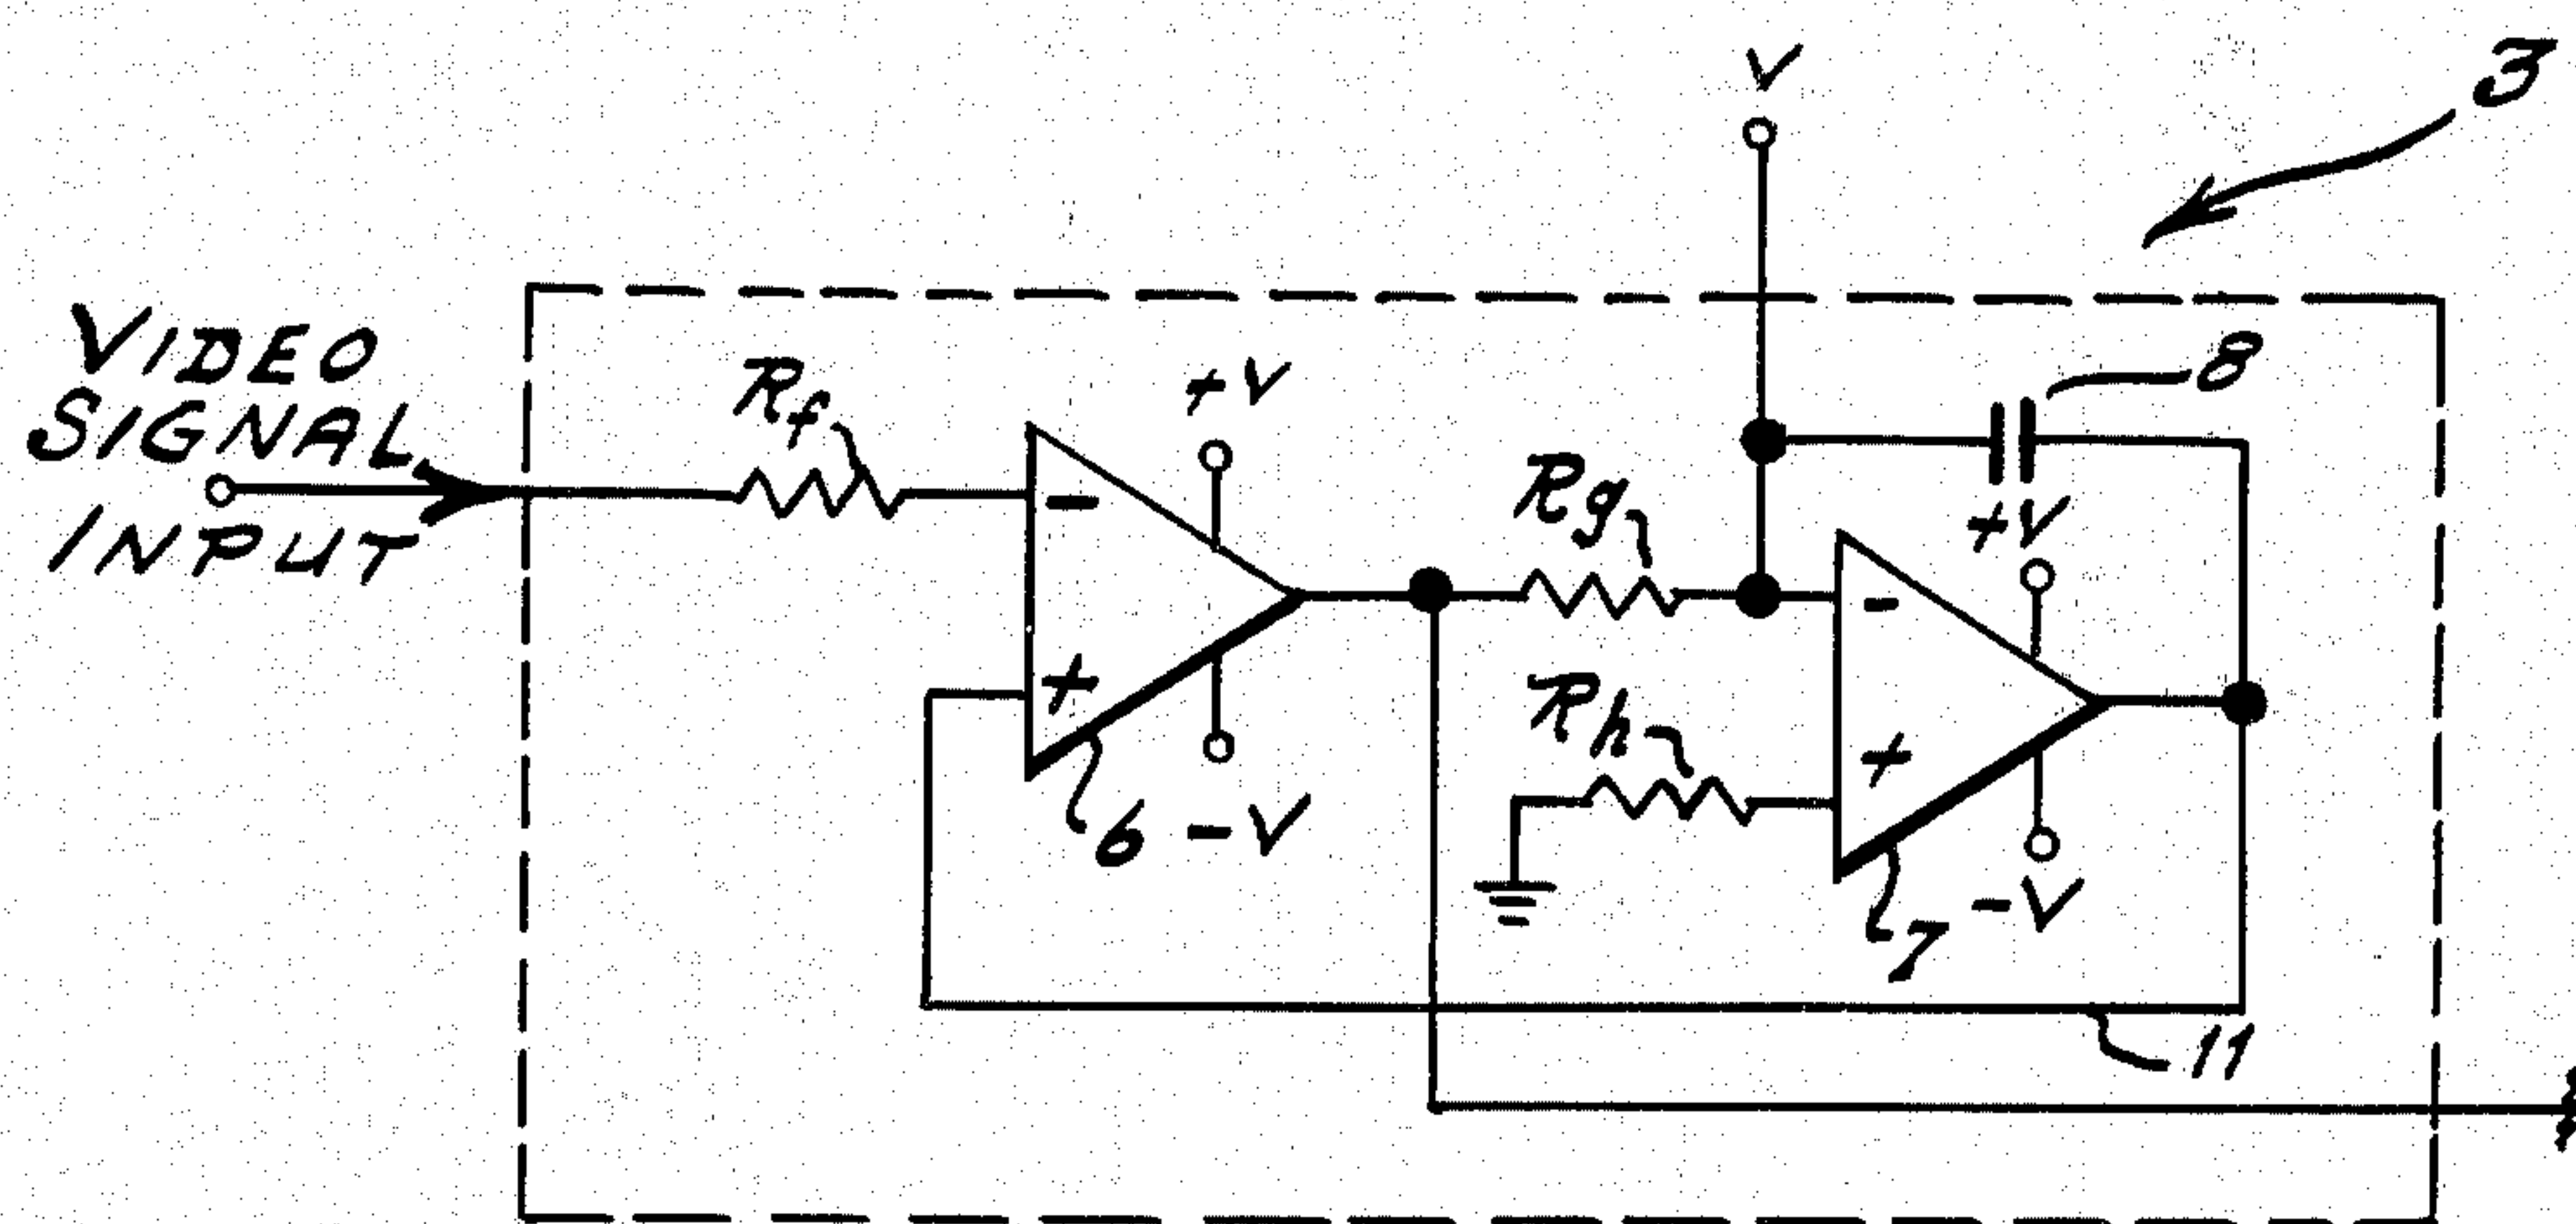 V
3
VIDEO
SIGNAL
INPUT
Rf
+V
8
Rg
+V
-
-
+
Rh
+
6
-V
7
-V
11